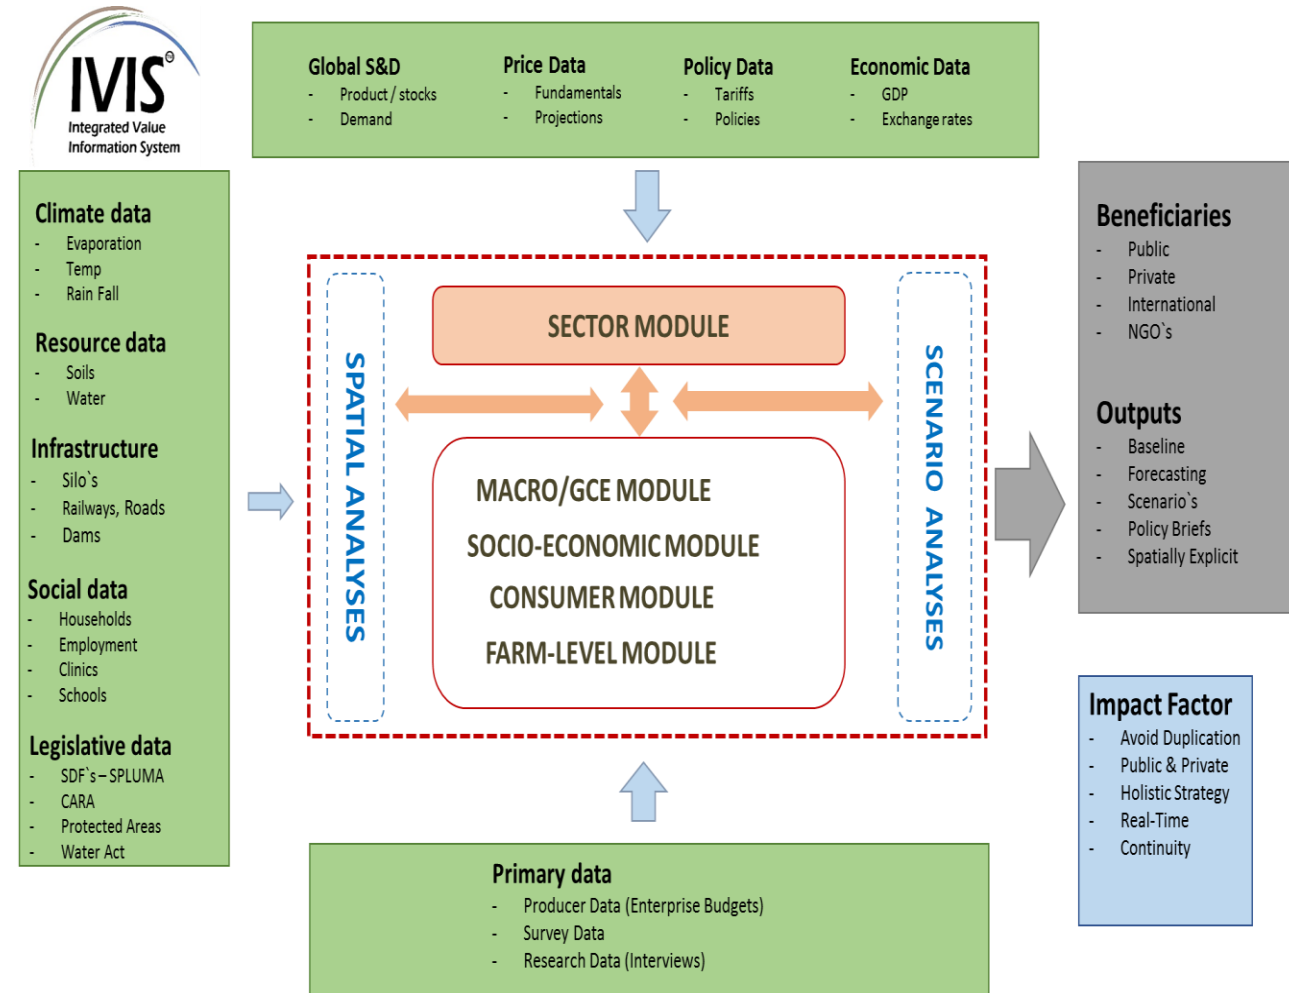 IVIS®
Integrated Value
Information System
Global S&D
- Product / stocks
- Demand
Price Data
- Fundamentals
- Projections
Policy Data
- Tariffs
- Policies
Economic Data
- GDP
- Exchange rates
Climate data
- Evaporation
- Temp
- Rain Fall
Resource data
- Soils
- Water
Infrastructure
- Silo`s
- Railways, Roads
- Dams
Social data
- Households
- Employment
- Clinics
- Schools
Legislative data
- SDF`s – SPLUMA
- CARA
- Protected Areas
- Water Act
SPATIAL ANALYSES
SECTOR MODULE
MACRO/GCE MODULE
SOCIO-ECONOMIC MODULE
CONSUMER MODULE
FARM-LEVEL MODULE
SCENARIO ANALYSES
Beneficiaries
- Public
- Private
- International
- NGO`s
Outputs
- Baseline
- Forecasting
- Scenario`s
- Policy Briefs
- Spatially Explicit
Impact Factor
- Avoid Duplication
- Public & Private
- Holistic Strategy
- Real-Time
- Continuity
Primary data
- Producer Data (Enterprise Budgets)
- Survey Data
- Research Data (Interviews)